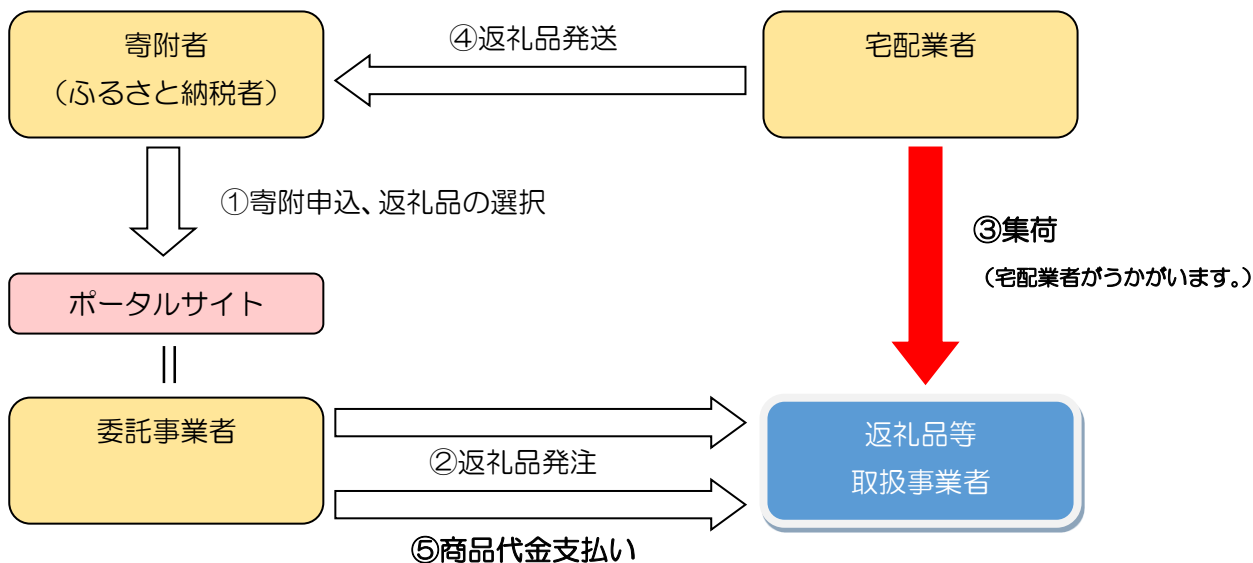 寄附者
（ふるさと納税者）
④返礼品発送
宅配業者
①寄附申込、返礼品の選択
③集荷
（宅配業者がうかがいます。）
ポータルサイト
委託事業者
②返礼品発注
返礼品等
取扱事業者
⑤商品代金支払い